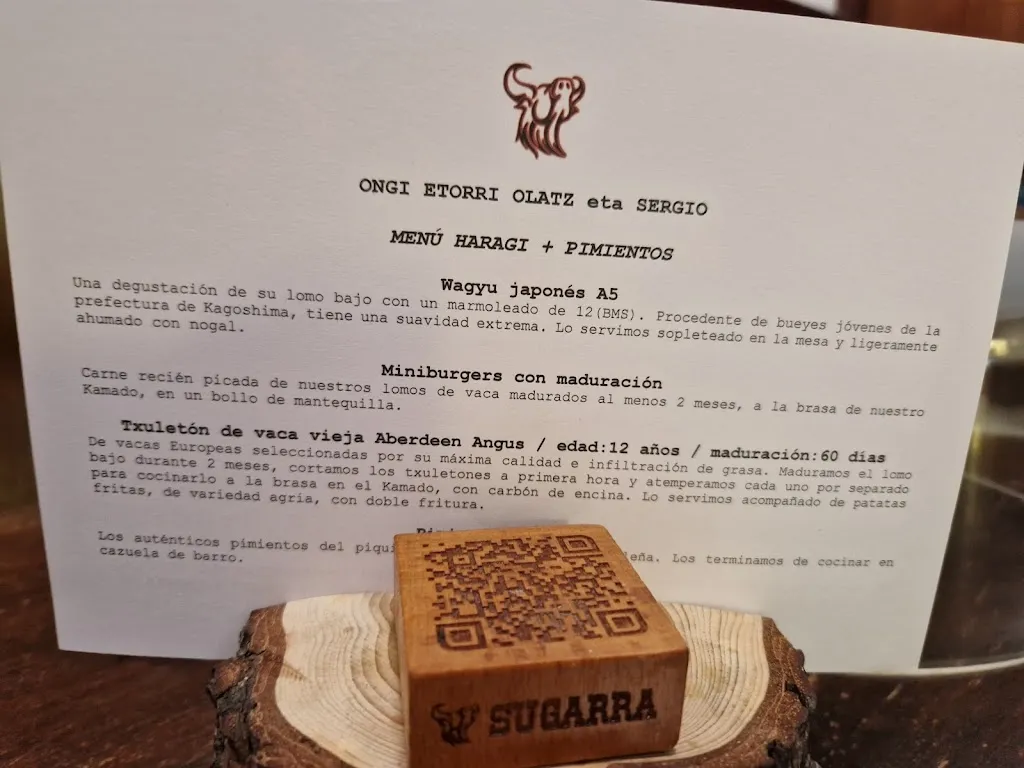 ONGI ETORRI OLATZ eta SERGIO
MENÚ HARAGI + PIMIENTOS
Wagyu japonés A5
Una degustación de su lomo bajo con un marmoleado de 12(BMS). Procedente de bueyes jóvenes de la
prefectura de Kagoshima, tiene una suavidad extrema. Lo servimos sopleteado en la mesa y ligeramente
ahumado con nogal.
Miniburgers con maduración
Carne recién picada de nuestros lomos de vaca madurados al menos 2 meses, a la brasa de nuestro
Kamado, en un bollo de mantequilla.
Txuletón de vaca vieja Aberdeen Angus / edad:12 años / maduración:60 días
De vacas Europeas seleccionadas por su máxima calidad e infiltración de grasa. Maduramos el lomo
bajo durante 2 meses, cortamos los txuletones a primera hora y atemperamos cada uno por separado
para cocinarlo a la brasa en el Kamado, con carbón de encina. Lo servimos acompañado de patatas
fritas, de variedad agria, con doble fritura.
Los auténticos pimientos del Los terminamos de cocinar en
cazuela de barro.
SUGARRA